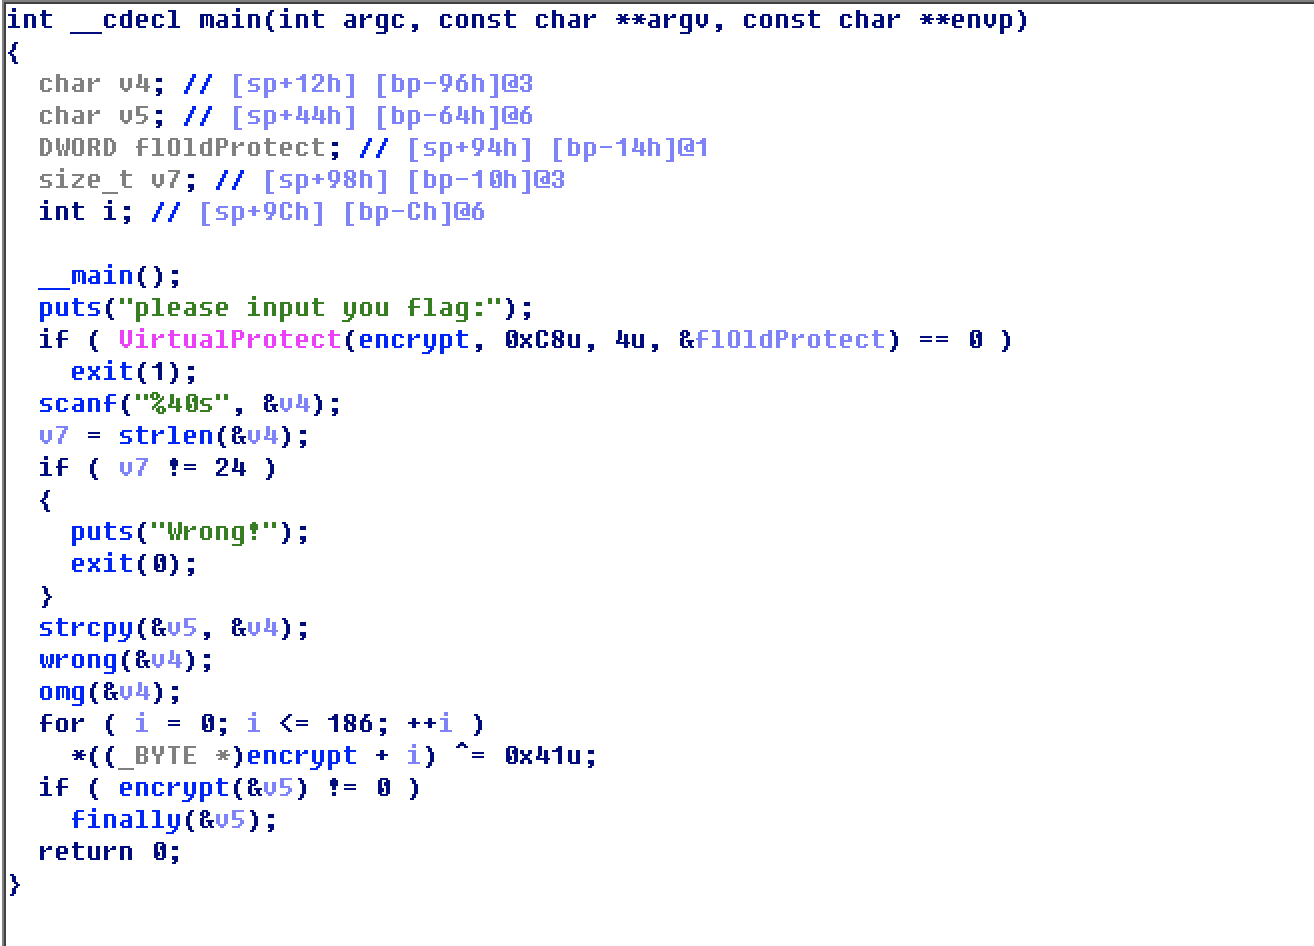 int __cdecl main(int argc, const char **argv, const char **envp)
{
  char v4; // [sp+12h] [bp-96h]@3
  char v5; // [sp+44h] [bp-64h]@6
  DWORD flOldProtect; // [sp+94h] [bp-14h]@1
  size_t v7; // [sp+98h] [bp-10h]@3
  int i; // [sp+9Ch] [bp-Ch]@6

  __main();
  puts("please input you flag:");
  if ( VirtualProtect(encrypt, 0xC8u, 4u, &flOldProtect) == 0 )
    exit(1);
  scanf("%40s", &v4);
  v7 = strlen(&v4);
  if ( v7 != 24 )
  {
    puts("Wrong!");
    exit(0);
  }
  strcpy(&v5, &v4);
  wrong(&v4);
  omg(&v4);
  for ( i = 0; i <= 186; ++i )
    *((_BYTE *)encrypt + i) ^= 0x41u;
  if ( encrypt(&v5) != 0 )
    finally(&v5);
  return 0;
}